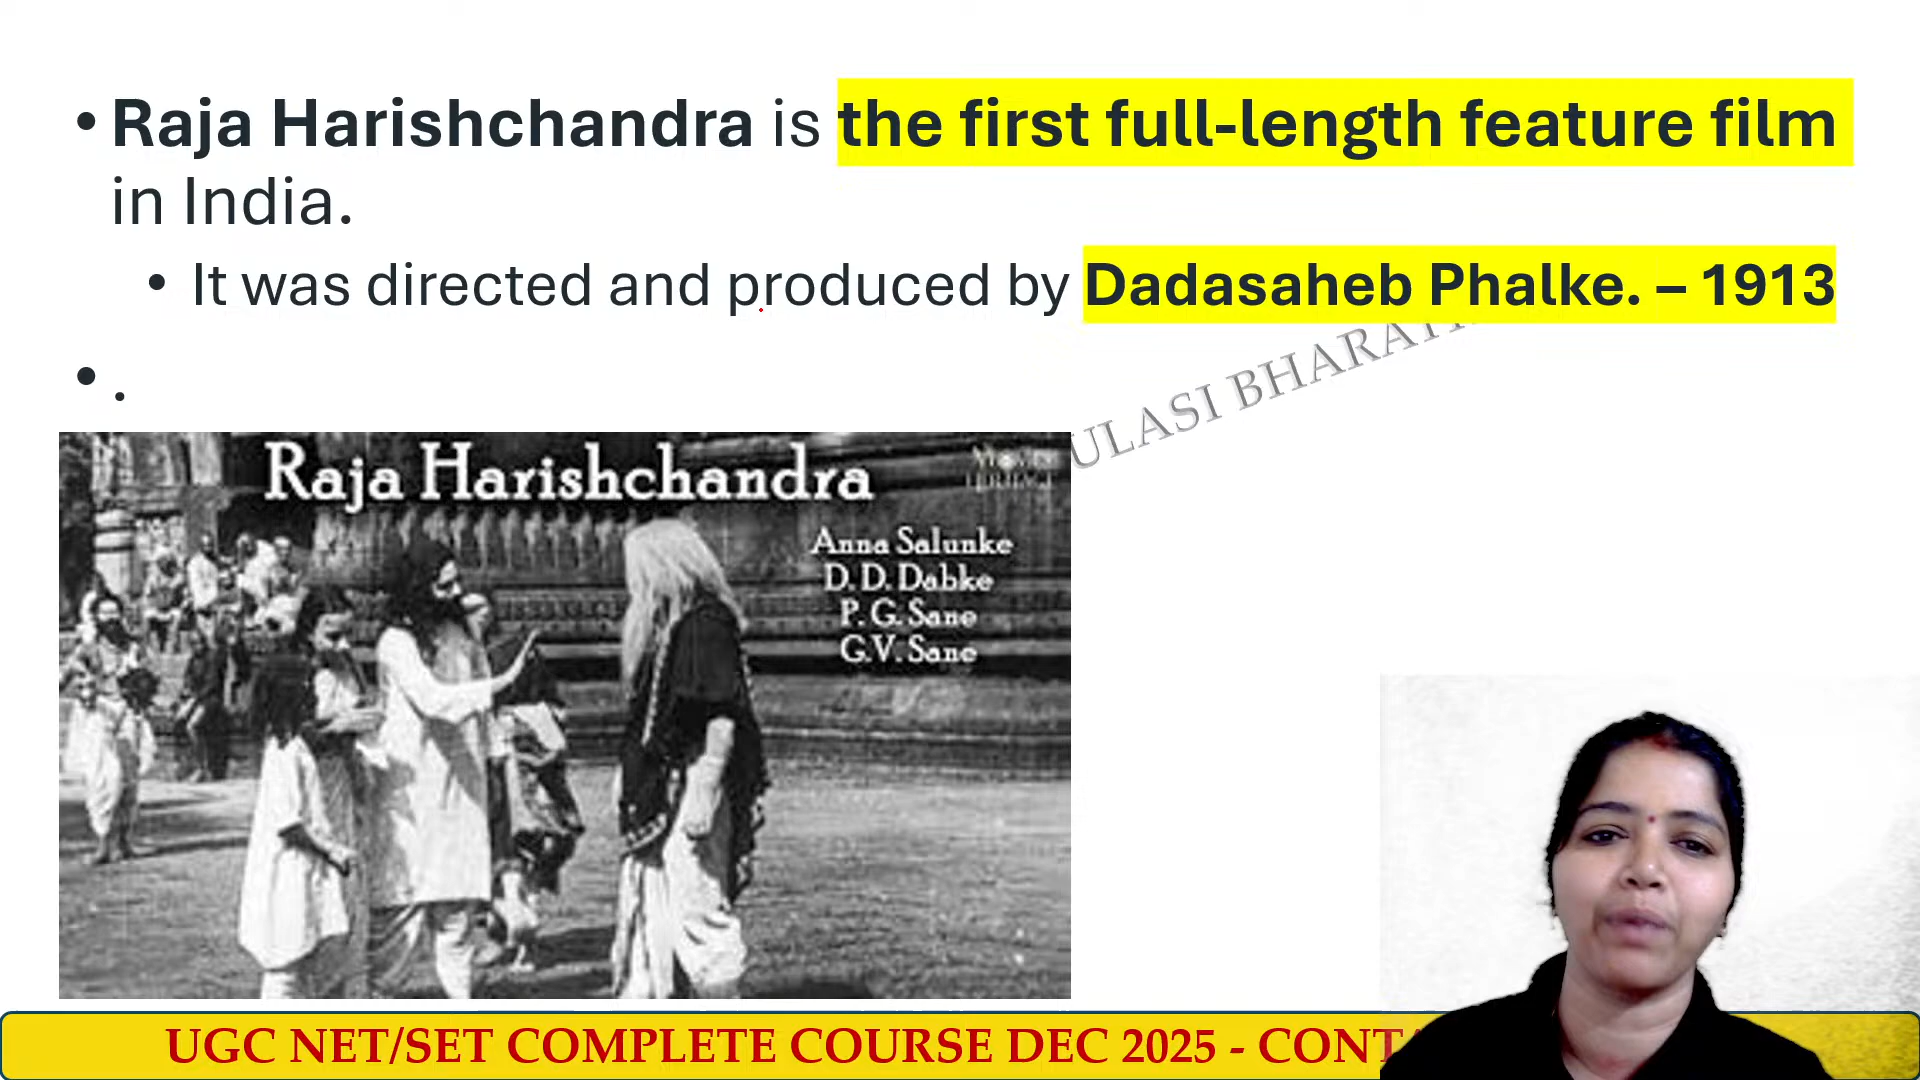 • Raja Harishchandra is the first full-length feature film
in India.
• It was directed and produced by Dadasaheb Phalke. – 1913
• .
ULASI BHARAT
Raja Harishchandra
Anna Salunke
D. D. Dabke
P. G. Sane
G.V. Sane
UGC NET/SET COMPLETE COURSE DEC 2025 - CONT